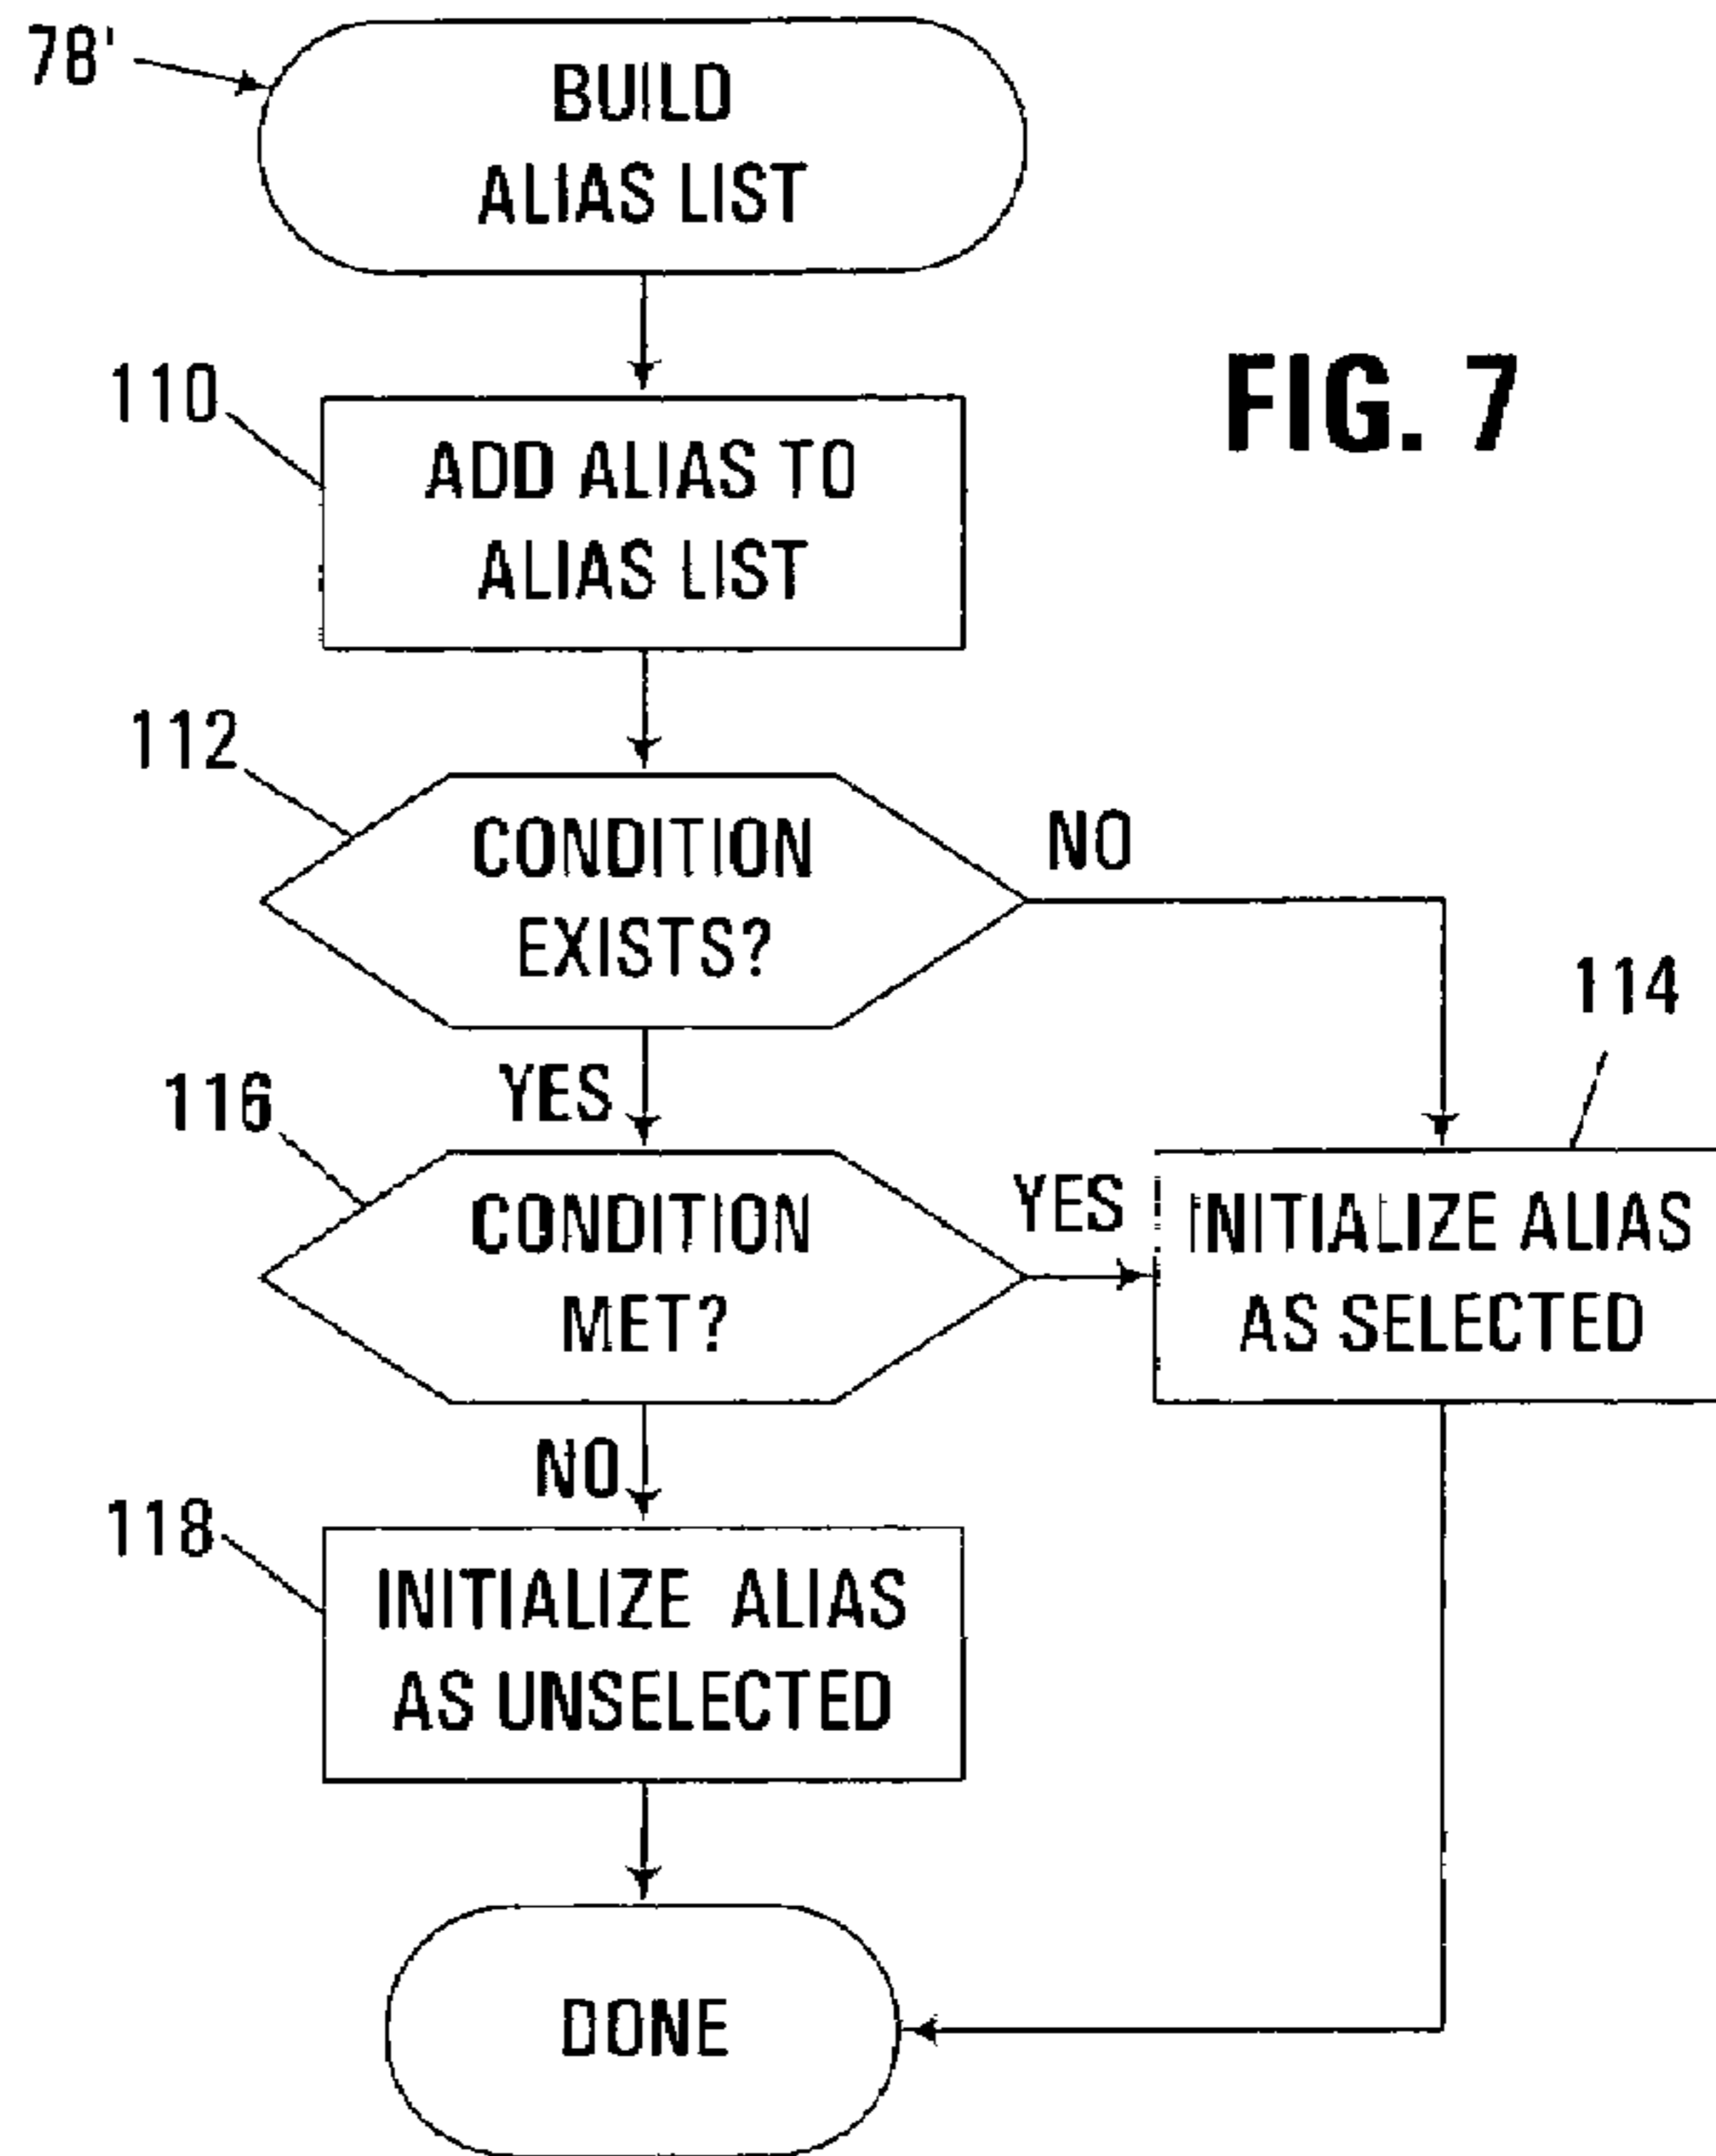 78'
BUILD
ALIAS LIST
FIG. 7
110
ADD ALIAS TO
ALIAS LIST
112
CONDITION
EXISTS?
NO
114
YES
116
CONDITION
MET?
YES
INITIALIZE ALIAS
AS SELECTED
NO
118
INITIALIZE ALIAS
AS UNSELECTED
DONE